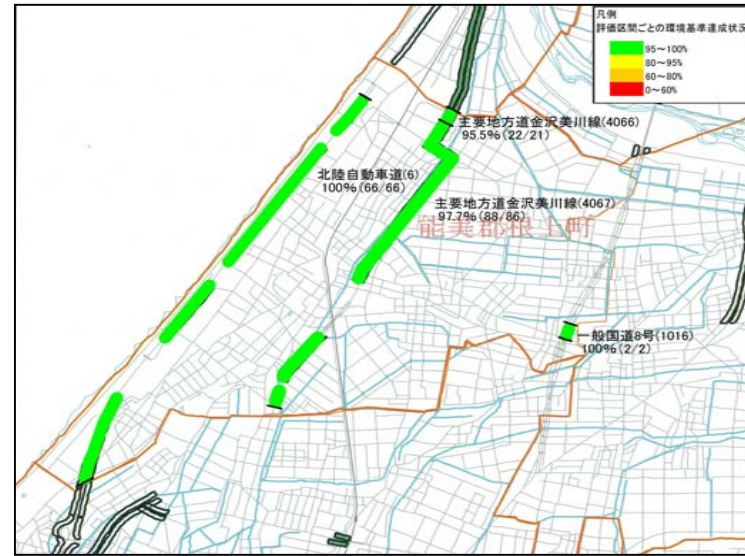 凡例
評価区間ごとの環境基準達成状況
95～100%
80～95%
60～80%
0～60%
主要地方道金沢美川線(4066)
95.5%(22/21)
北陸自動車道(6)
100%(66/66)
主要地方道金沢美川線(4067)
97.7%(88/86)
能美郡根上町
一般国道8号(1016)
100%(2/2)